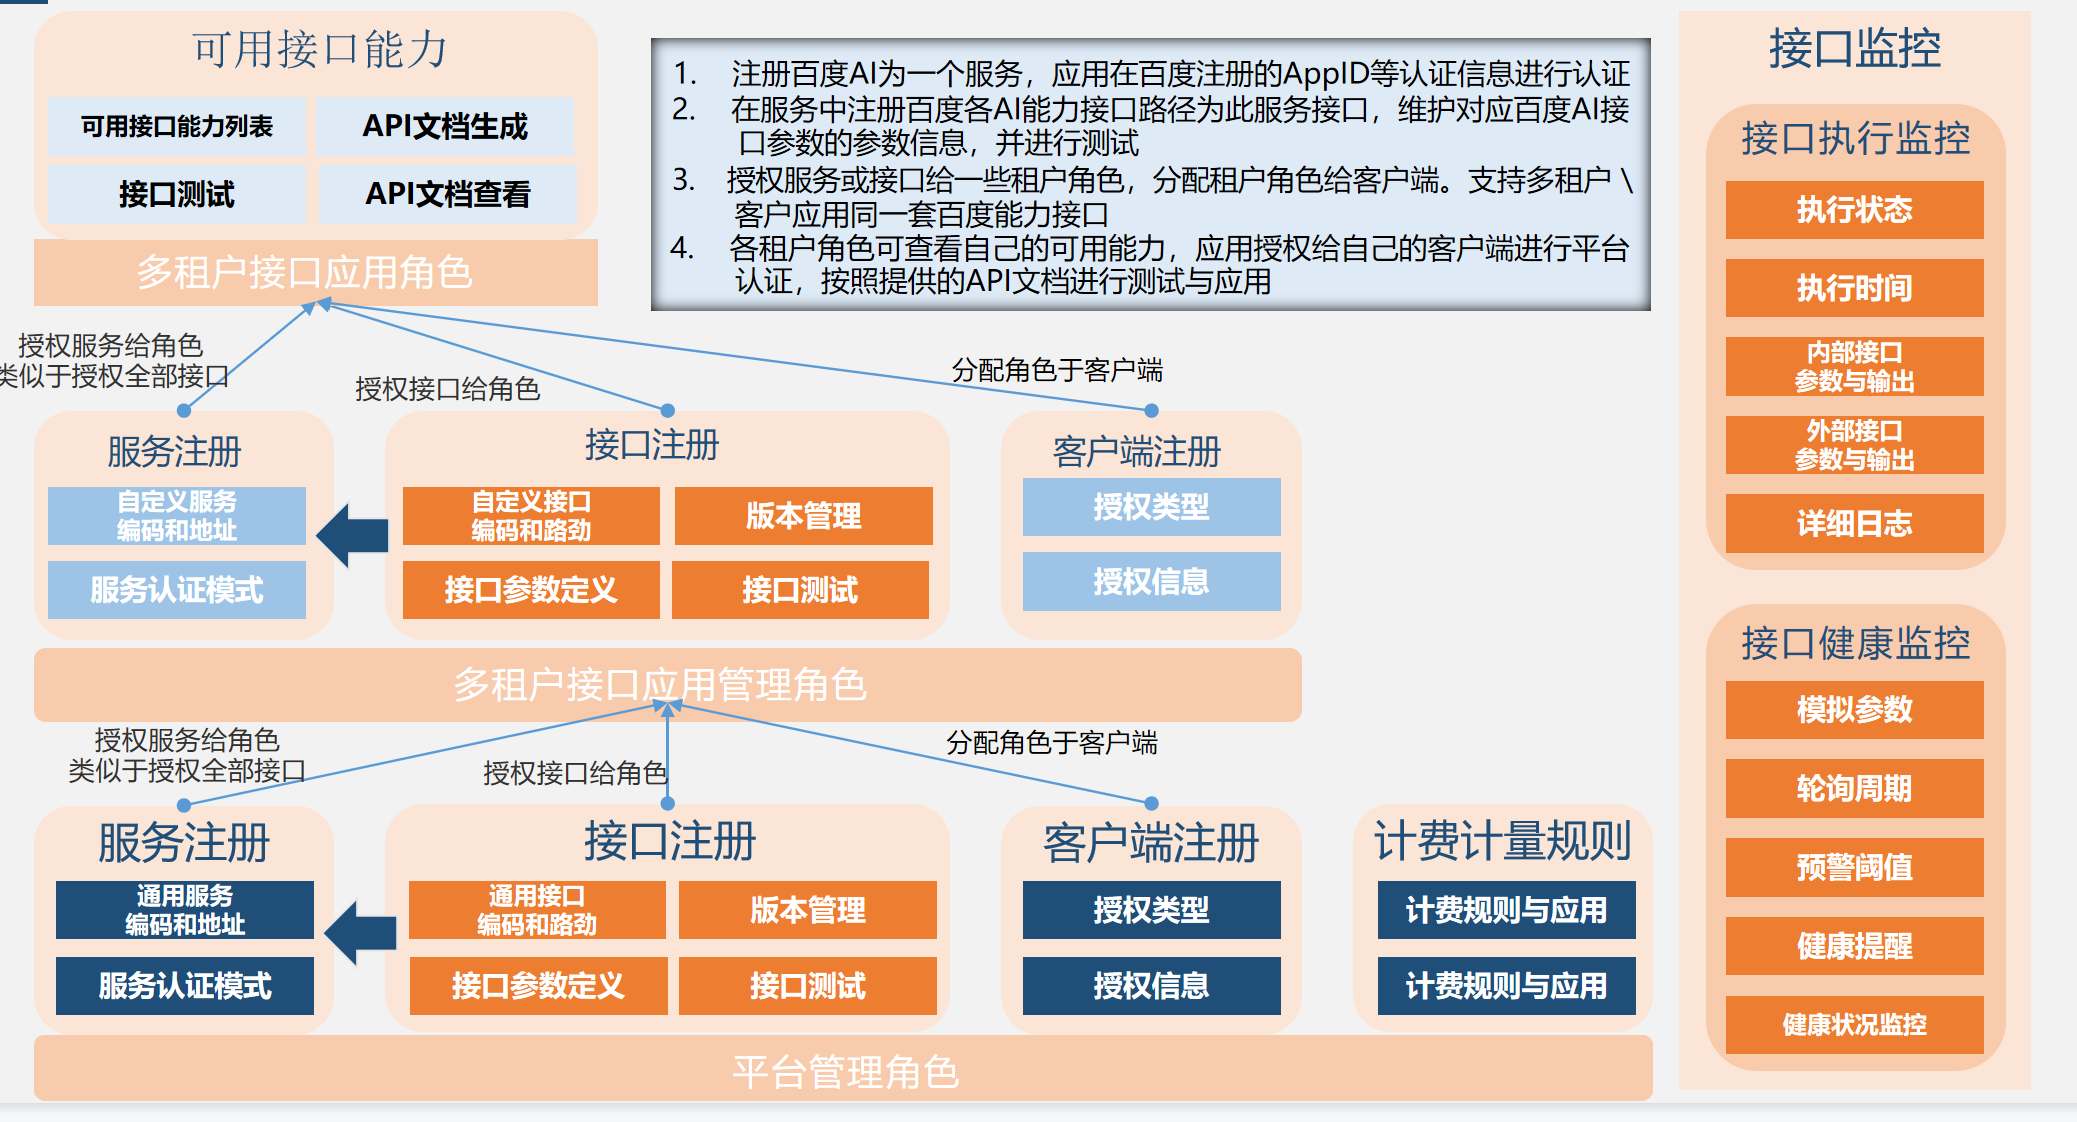 可用接口能力
可用接口能力列表
API文档生成
接口测试
API文档查看
多租户接口应用角色
1. 注册百度AI为一个服务，应用在百度注册的AppID等认证信息进行认证
2. 在服务中注册百度各AI能力接口路径为此服务接口，维护对应百度AI接
口参数的参数信息，并进行测试
3. 授权服务或接口给一些租户角色，分配租户角色给客户端。支持多租户 \
客户应用同一套百度能力接口
4. 各租户角色可查看自己的可用能力，应用授权给自己的客户端进行平台
认证，按照提供的API文档进行测试与应用
授权服务给角色
类似于授权全部接口
授权接口给角色
分配角色于客户端
服务注册
自定义服务
编码和地址
服务认证模式
接口注册
自定义接口
编码和路劲
版本管理
接口参数定义
接口测试
客户端注册
授权类型
授权信息
多租户接口应用管理角色
授权服务给角色
类似于授权全部接口
授权接口给角色
分配角色于客户端
服务注册
通用服务
编码和地址
服务认证模式
接口注册
通用接口
编码和路劲
版本管理
接口参数定义
接口测试
客户端注册
授权类型
授权信息
计费计量规则
计费规则与应用
计费规则与应用
平台管理角色
接口监控
接口执行监控
执行状态
执行时间
内部接口
参数与输出
外部接口
参数与输出
详细日志
接口健康监控
模拟参数
轮询周期
预警阈值
健康提醒
健康状况监控